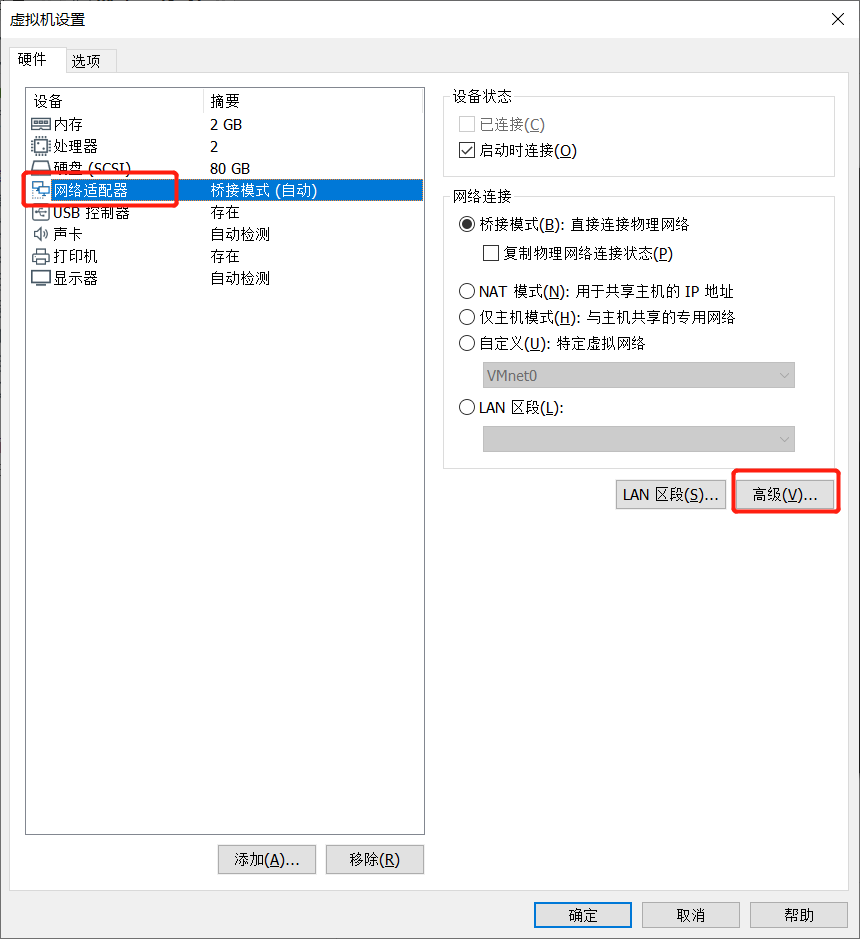 虚拟机设置
硬件 选项
设备 摘要
内存 2 GB
处理器 2
硬盘 (SCSI) 80 GB
网络适配器 桥接模式 (自动)
USB 控制器 存在
声卡 自动检测
打印机 存在
显示器 自动检测
添加(A)... 移除(R)
设备状态
已连接(C)
启动时连接(O)
网络连接
桥接模式(B): 直接连接物理网络
复制物理网络连接状态(P)
NAT 模式(N): 用于共享主机的 IP 地址
仅主机模式(H): 与主机共享的专用网络
自定义(U): 特定虚拟网络
VMnet0
LAN 区段(L):
LAN 区段(S)... 高级(V)...
确定 取消 帮助